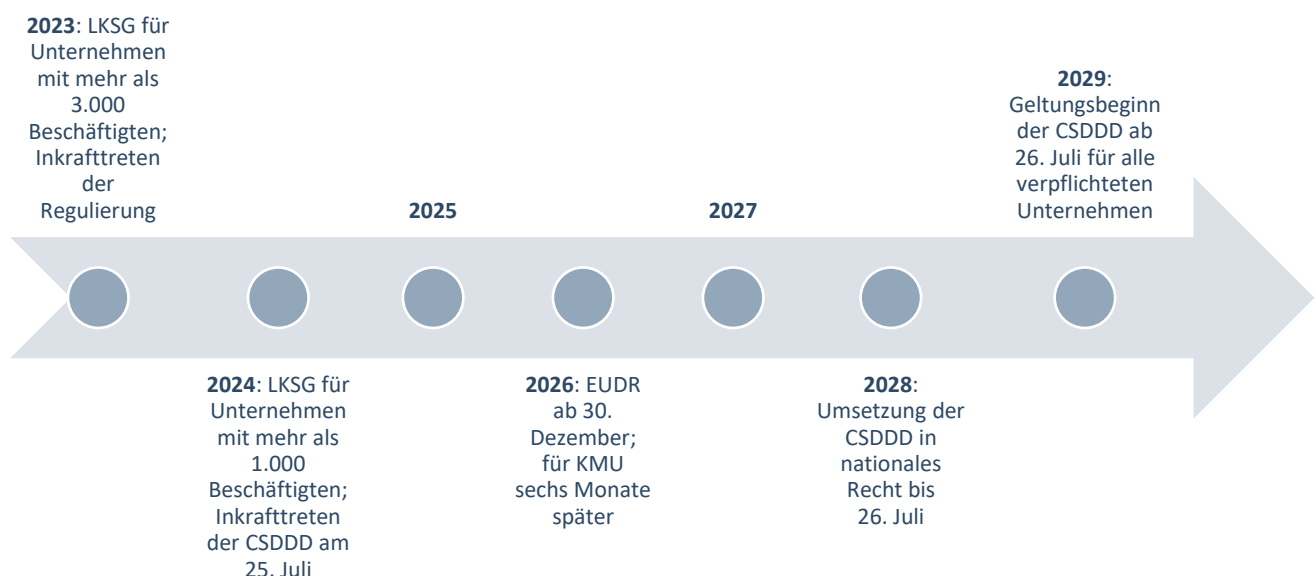 2023: LKSG für
Unternehmen
mit mehr als
3.000
Beschäftigten;
Inkrafttreten
der
Regulierung
2024: LKSG für
Unternehmen
mit mehr als
1.000
Beschäftigten;
Inkrafttreten
der CSDDD am
25. Juli
2025
2026: EUDR
ab 30.
Dezember;
für KMU
sechs Monate
später
2027
2028:
Umsetzung der
CSDDD in
nationales
Recht bis
26. Juli
2029:
Geltungsbeginn
der CSDDD ab
26. Juli für alle
verpflichteten
Unternehmen